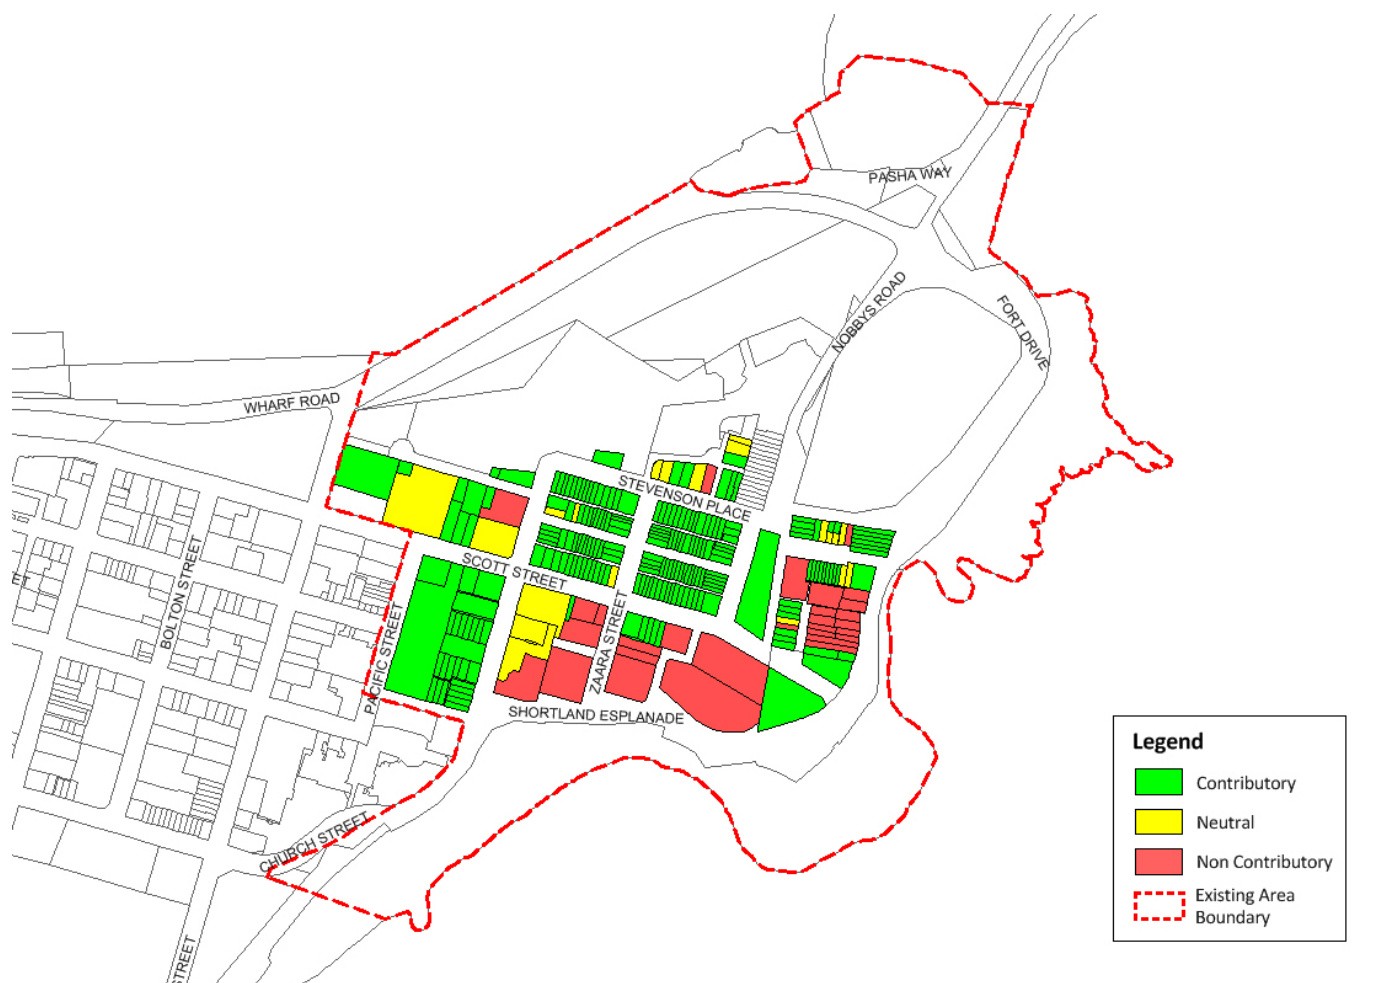 PASHA WAY
NOBBYS ROAD
FORT DRIVE
WHARF ROAD
STEVENSON PLACE
SCOTT STREET
BOLTON STREET
ET
PACIFIC STREET
ZAARA STREET
SHORTLAND ESPLANADE
CHURCH STREET
STREET
Legend
Contributory
Neutral
Non Contributory
Existing Area
Boundary